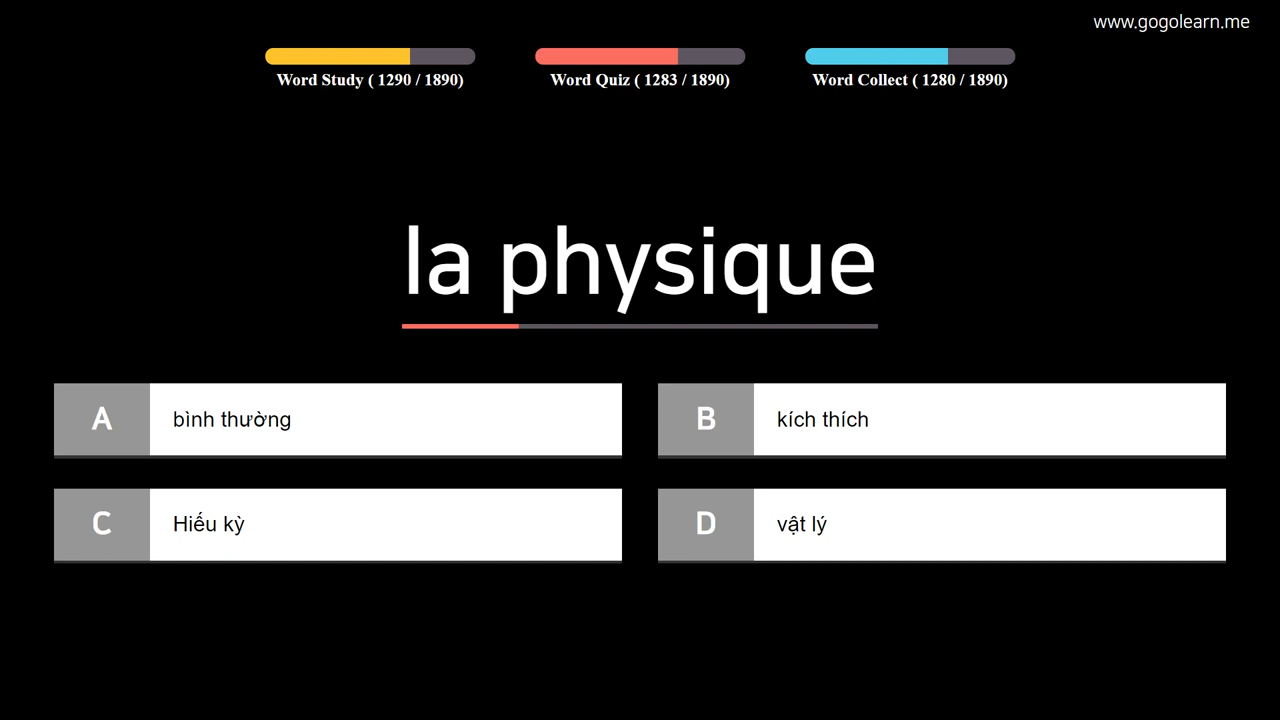 www.gogolearn.me
Word Study ( 1290 / 1890)
Word Quiz ( 1283 / 1890)
Word Collect ( 1280 / 1890)
la physique
A
bình thường
B
kích thích
C
Hiếu kỳ
D
vật lý